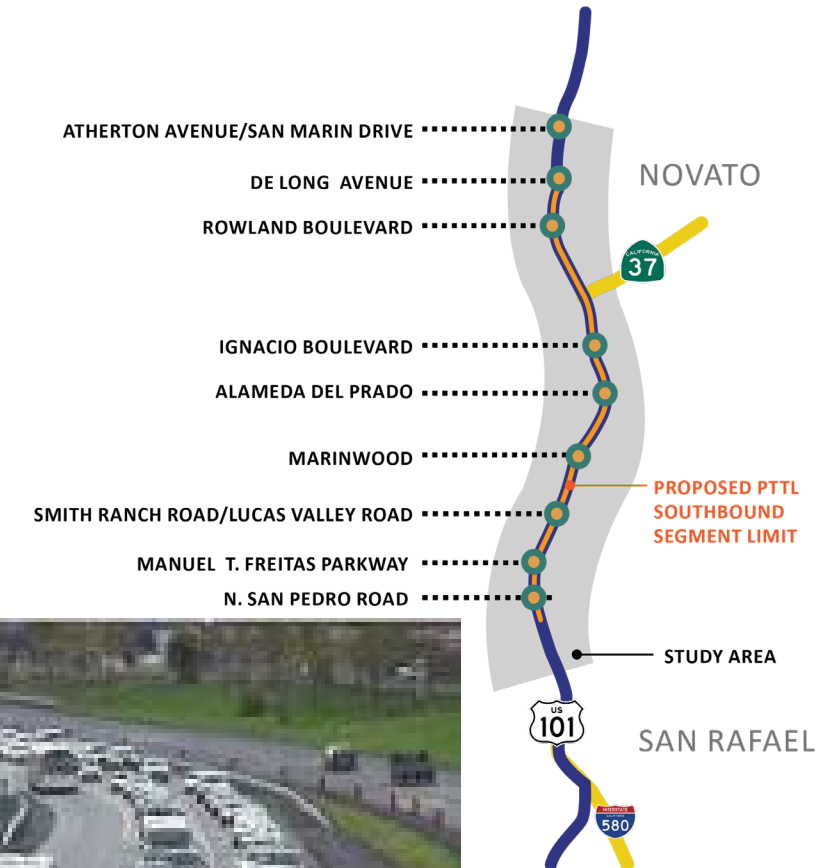 ATHERTON AVENUE/SAN MARIN DRIVE
DE LONG AVENUE
NOVATO
ROWLAND BOULEVARD
CALIFORNIA
37
IGNACIO BOULEVARD
ALAMEDA DEL PRADO
MARINWOOD
PROPOSED PTTL
SOUTHBOUND
SEGMENT LIMIT
SMITH RANCH ROAD/LUCAS VALLEY ROAD
MANUEL T. FREITAS PARKWAY
N. SAN PEDRO ROAD
STUDY AREA
US
101
SAN RAFAEL
INTERSTATE
CALIFORNIA
580